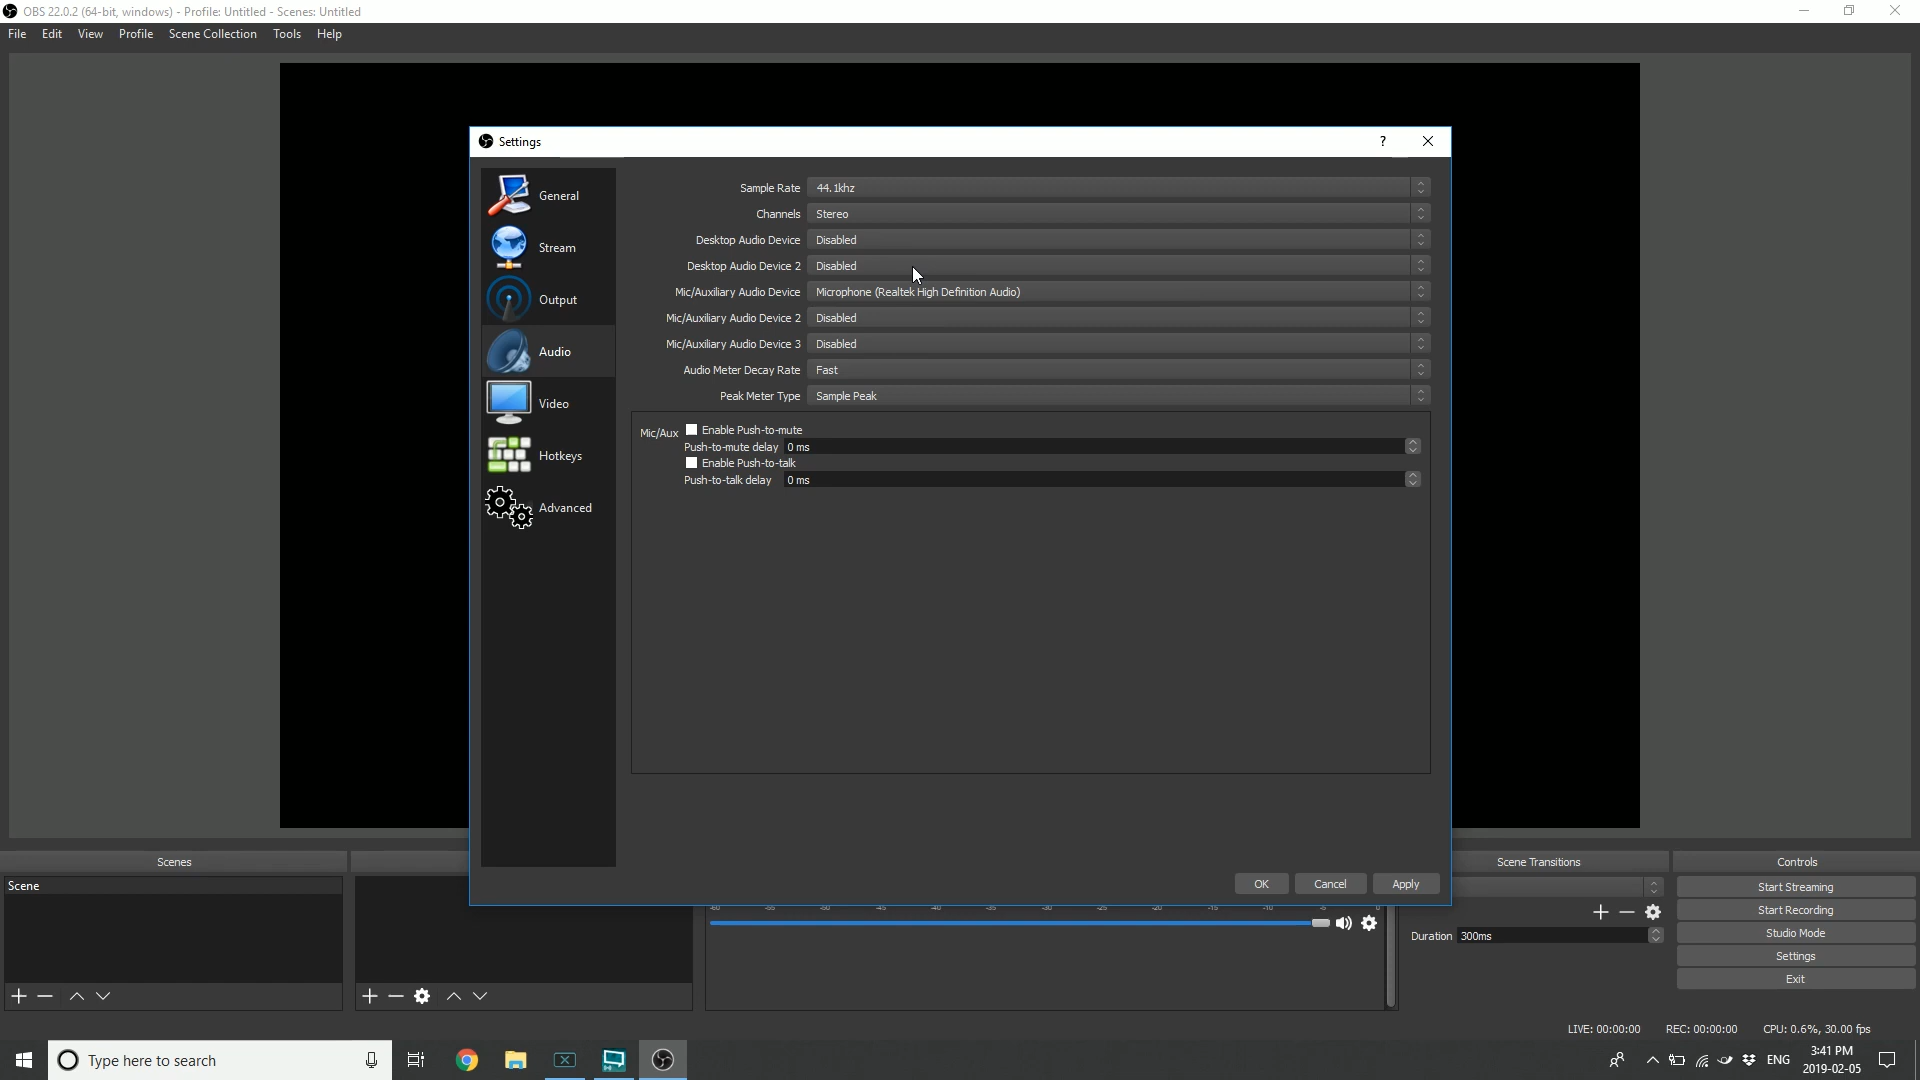 OBS 22.0.2 (64-bit, windows) - Profile: Untitled - Scenes: Untitled
File Edit View Profile Scene Collection Tools Help
Settings
?
General
Stream
Output
Audio
Video
Hotkeys
Advanced
Sample Rate 44.1khz
Channels Stereo
Desktop Audio Device Disabled
Desktop Audio Device 2 Disabled
Mic/Auxiliary Audio Device Microphone (Realtek High Definition Audio)
Mic/Auxiliary Audio Device 2 Disabled
Mic/Auxiliary Audio Device 3 Disabled
Audio Meter Decay Rate Fast
Peak Meter Type Sample Peak
Mic/Aux Enable Push-to-mute
Push-to-mute delay 0 ms
Enable Push-to-talk
Push-to-talk delay 0 ms
OK Cancel Apply
Scenes
Scene
Scene Transitions
Duration 300ms
Controls
Start Streaming
Start Recording
Studio Mode
Settings
Exit
LIVE: 00:00:00 REC: 00:00:00 CPU: 0.6%, 30.00 fps
Type here to search
ENG
3:41 PM
2019-02-05